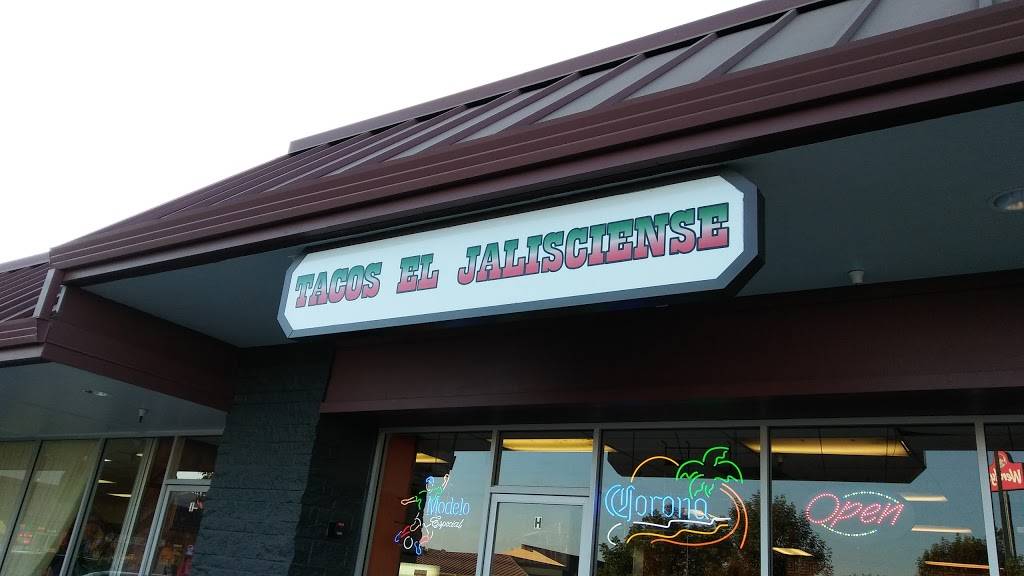 TACOS EL JALISCIENSE
Modelo
Especial
Corona
Open
H